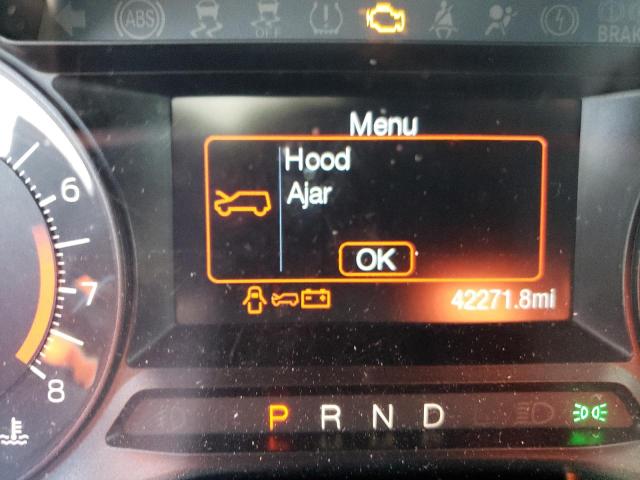 ABS OFF BRAK
Menu
Hood
Ajar
OK
42271.8mi
6
7
8
P R N D L